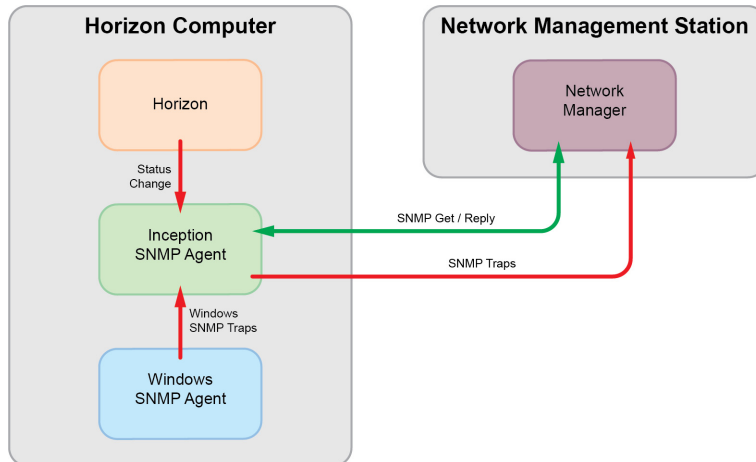 Horizon Computer
Network Management Station
Horizon
Network
Manager
Status
Change
Inception
SNMP Agent
SNMP Get / Reply
SNMP Traps
Windows
SNMP Traps
Windows
SNMP Agent